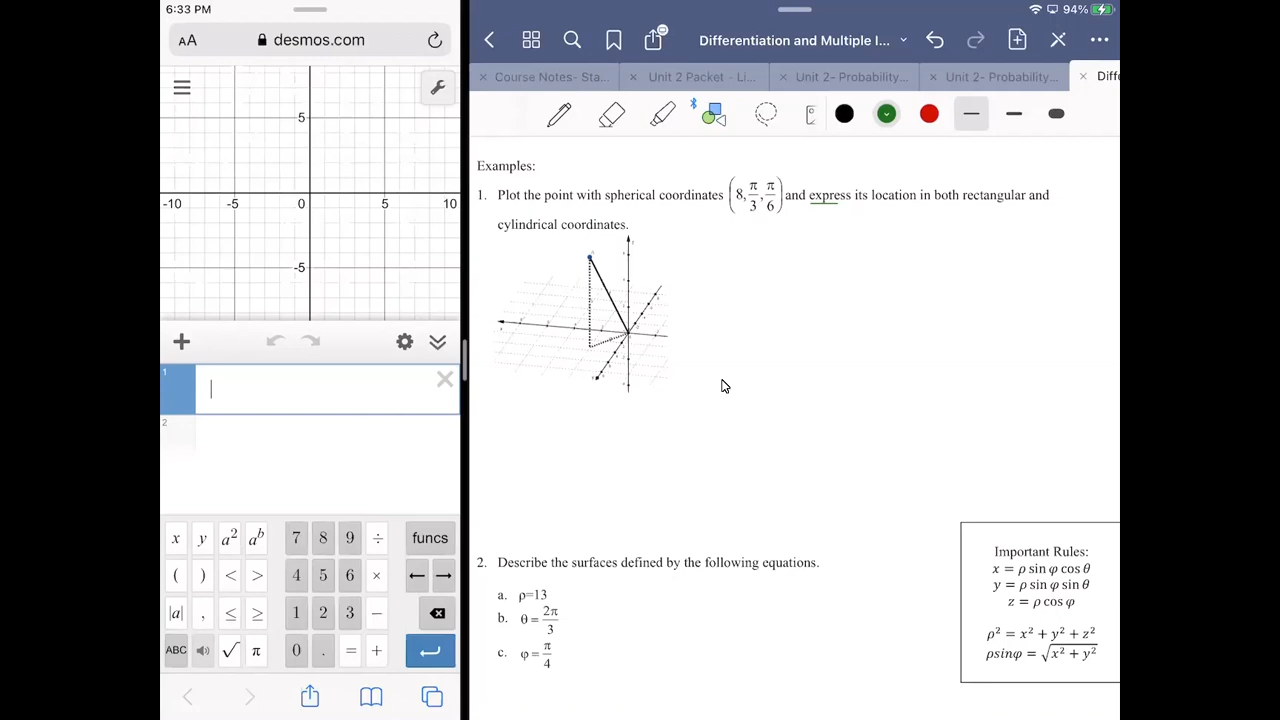 6:33 PM
94%
AA desmos.com
Differentiation and Multiple I...
Course Notes- Sta...
Unit 2 Packet - Li...
Unit 2- Probability...
Unit 2- Probability...
Diffe
5
-10 -5 0 5 10
-5
1
2
x y a² aᵇ 7 8 9 ÷ funcs
( ) < > 4 5 6 × ← →
|a| , ≤ ≥ 1 2 3 −
ABC √ π 0 . = +
Examples:
1. Plot the point with spherical coordinates (8, π/3, π/6) and express its location in both rectangular and
cylindrical coordinates.
2. Describe the surfaces defined by the following equations.
a. ρ=13
b. θ = 2π/3
c. φ = π/4
Important Rules:
x = ρ sin φ cos θ
y = ρ sin φ sin θ
z = ρ cos φ
ρ² = x² + y² + z²
ρsinφ = √(x² + y²)